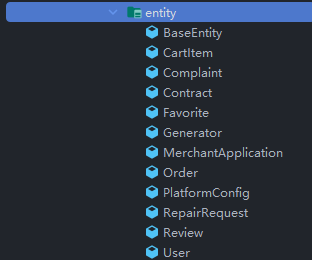 entity
BaseEntity
CartItem
Complaint
Contract
Favorite
Generator
MerchantApplication
Order
PlatformConfig
RepairRequest
Review
User